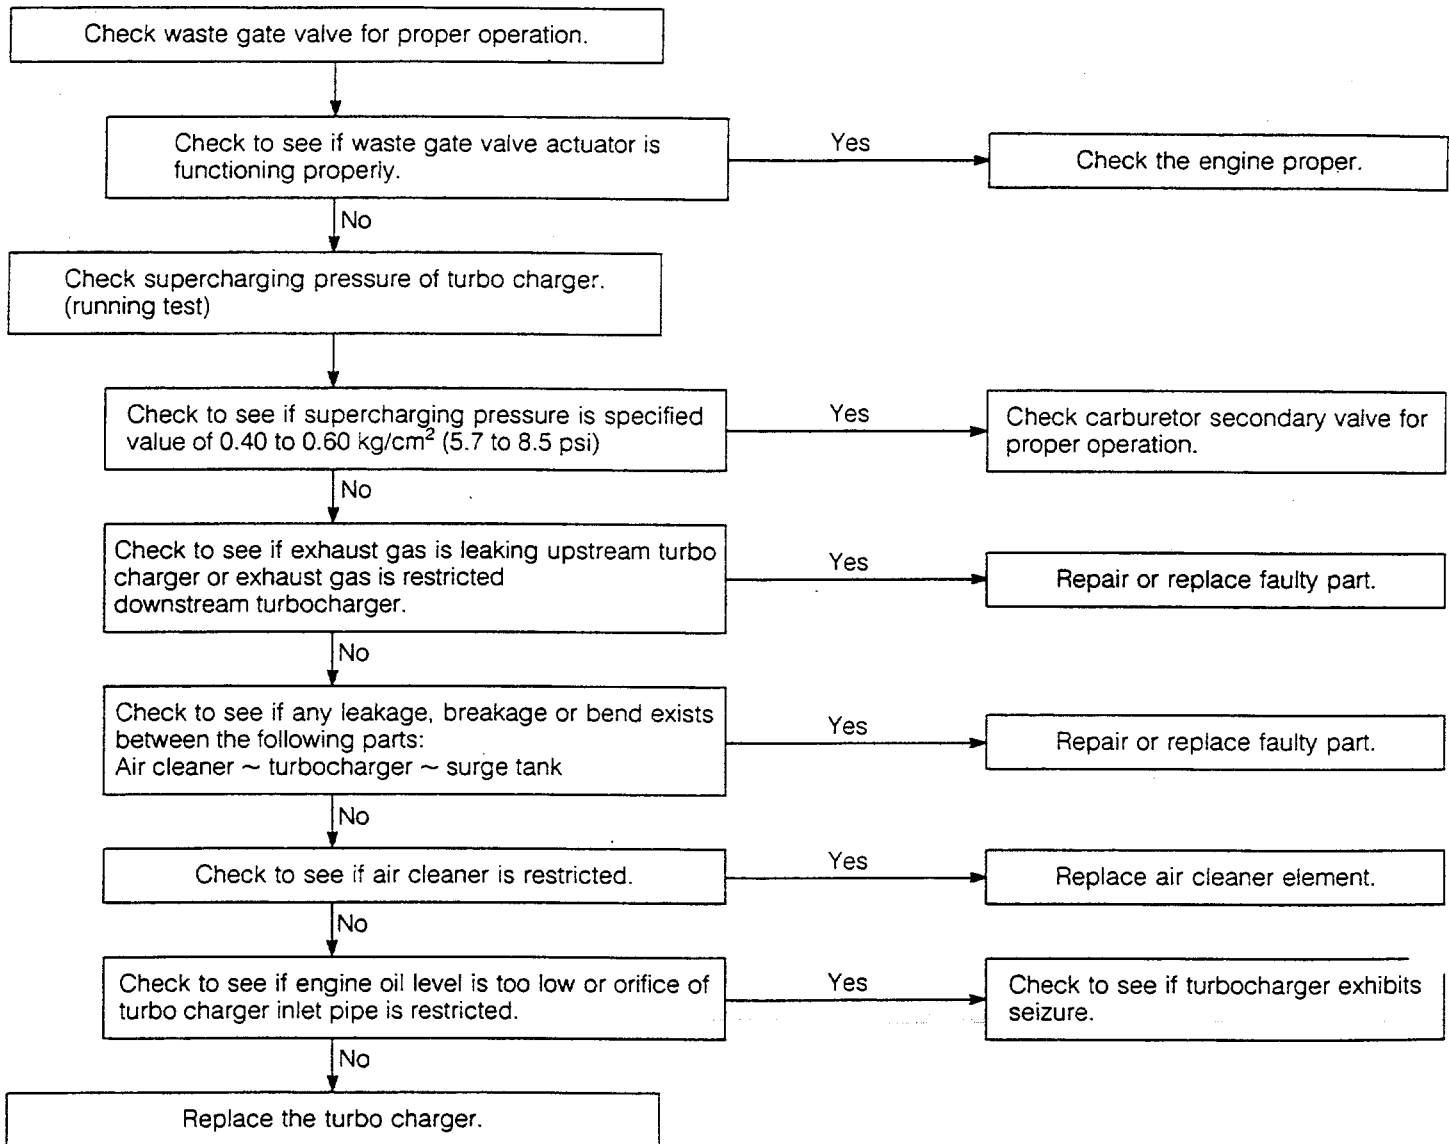 Check waste gate valve for proper operation.
Check to see if waste gate valve actuator is
functioning properly.
Yes
Check the engine proper.
No
Check supercharging pressure of turbo charger.
(running test)
Check to see if supercharging pressure is specified
value of 0.40 to 0.60 kg/cm² (5.7 to 8.5 psi)
Yes
Check carburetor secondary valve for
proper operation.
No
Check to see if exhaust gas is leaking upstream turbo
charger or exhaust gas is restricted
downstream turbocharger.
Yes
Repair or replace faulty part.
No
Check to see if any leakage, breakage or bend exists
between the following parts:
Air cleaner ~ turbocharger ~ surge tank
Yes
Repair or replace faulty part.
No
Check to see if air cleaner is restricted.
Yes
Replace air cleaner element.
No
Check to see if engine oil level is too low or orifice of
turbo charger inlet pipe is restricted.
Yes
Check to see if turbocharger exhibits
seizure.
No
Replace the turbo charger.